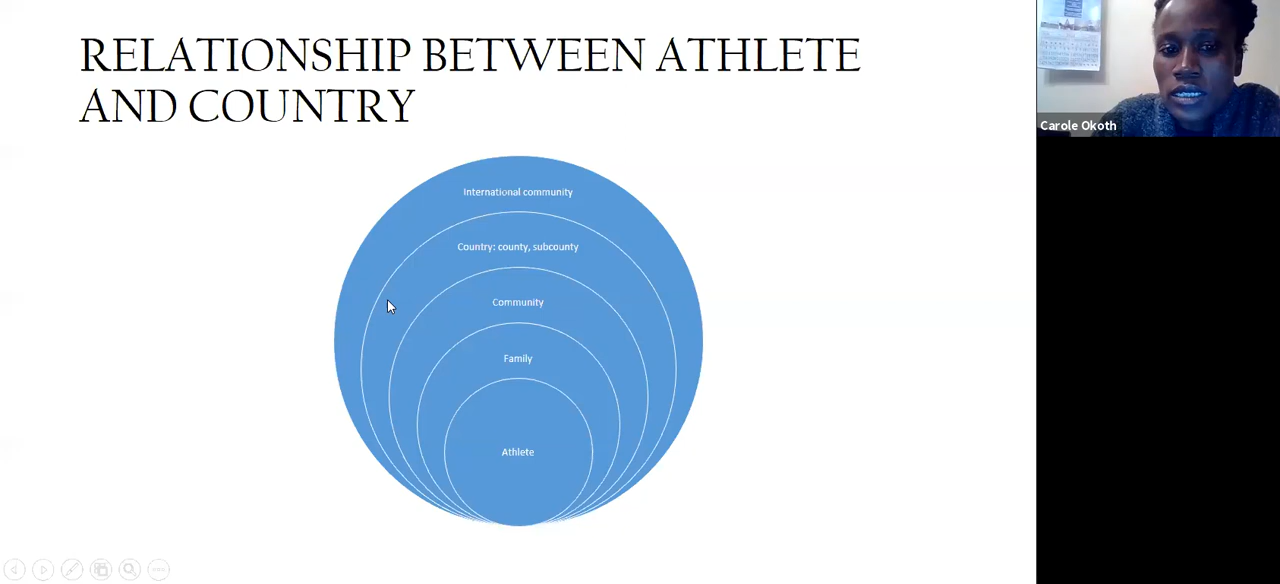 RELATIONSHIP BETWEEN ATHLETE
AND COUNTRY
International community
Country: county, subcounty
Community
Family
Athlete
Carole Okoth